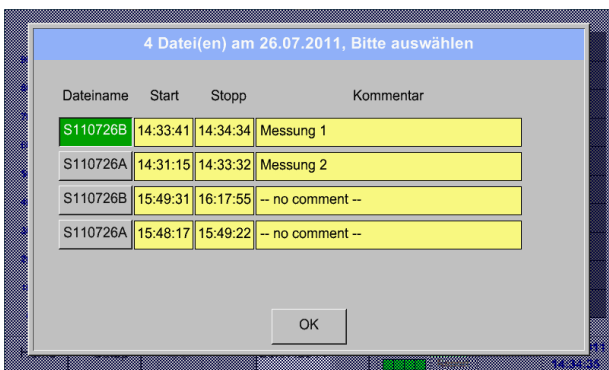 4 Datei(en) am 26.07.2011, Bitte auswählen
Dateiname Start Stopp Kommentar
S110726B 14:33:41 14:34:34 Messung 1
S110726A 14:31:15 14:33:32 Messung 2
S110726B 15:49:31 16:17:55 -- no comment --
S110726A 15:48:17 15:49:22 -- no comment --
OK
14:34:35